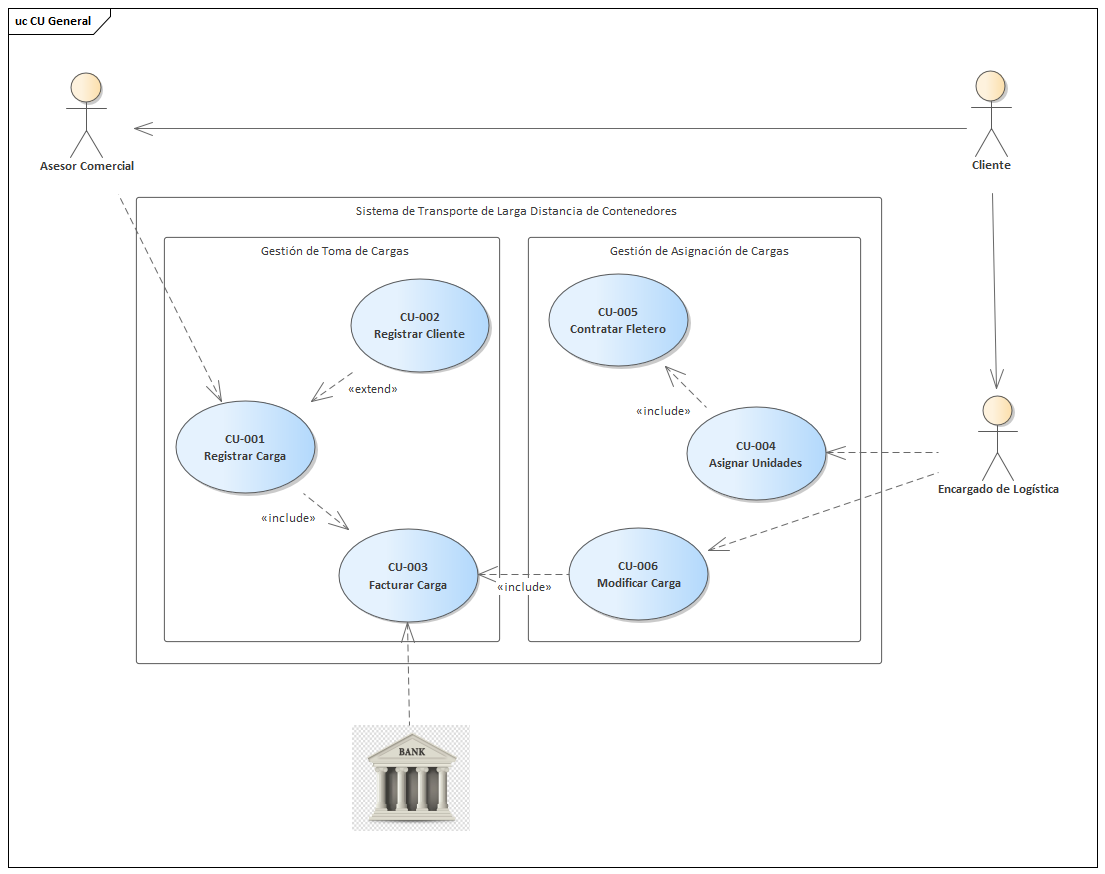 uc CU General
Asesor Comercial
Cliente
Sistema de Transporte de Larga Distancia de Contenedores
Gestión de Toma de Cargas
Gestión de Asignación de Cargas
CU-002
Registrar Cliente
CU-005
Contratar Fletero
«extend»
«include»
CU-001
Registrar Carga
CU-004
Asignar Unidades
Encargado de Logística
«include»
CU-003
Facturar Carga
CU-006
Modificar Carga
«include»
BANK